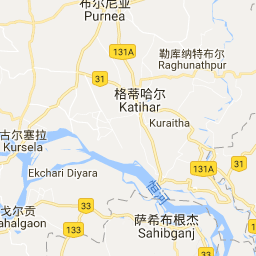 布尔尼亚
Purnea
131A
勒库纳特布尔
Raghunathpur
31
31
格蒂哈尔
Katihar
Kuraitha
古尔塞拉
Kursela
131A
Ekchari Diyara
恒河
戈尔贡
ahalgaon
33
萨希布根杰
Sahibganj
33